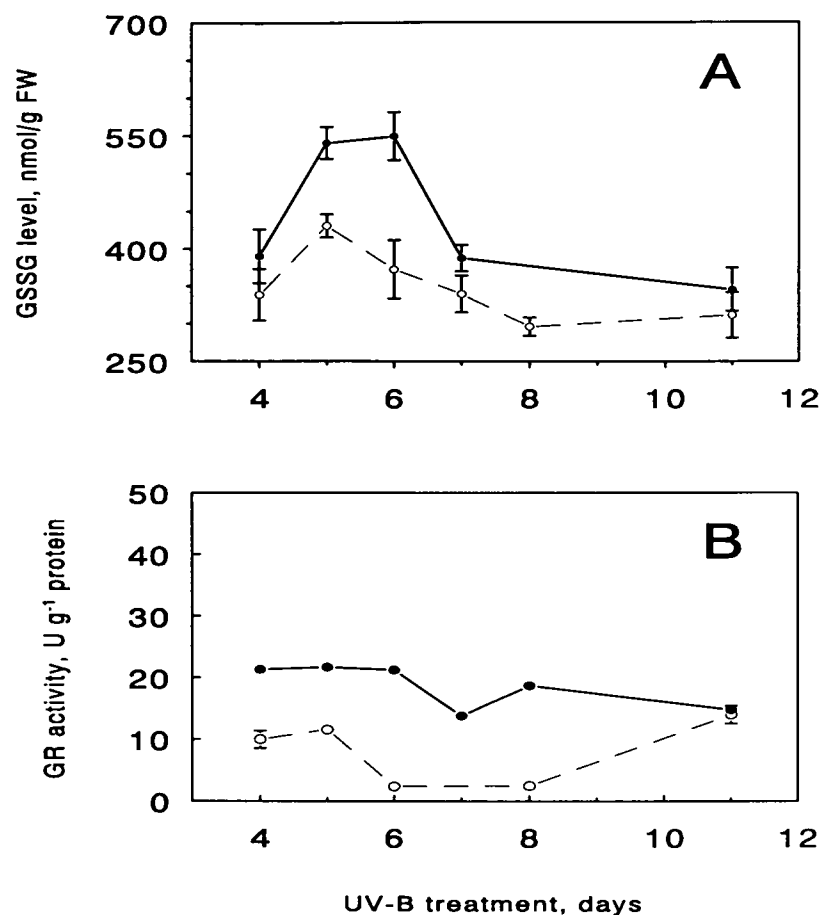 A
GSSG level, nmol/g FW
700
550
400
250
4 6 8 10 12
B
GR activity, U g⁻¹ protein
50
40
30
20
10
0
4 6 8 10 12
UV-B treatment, days